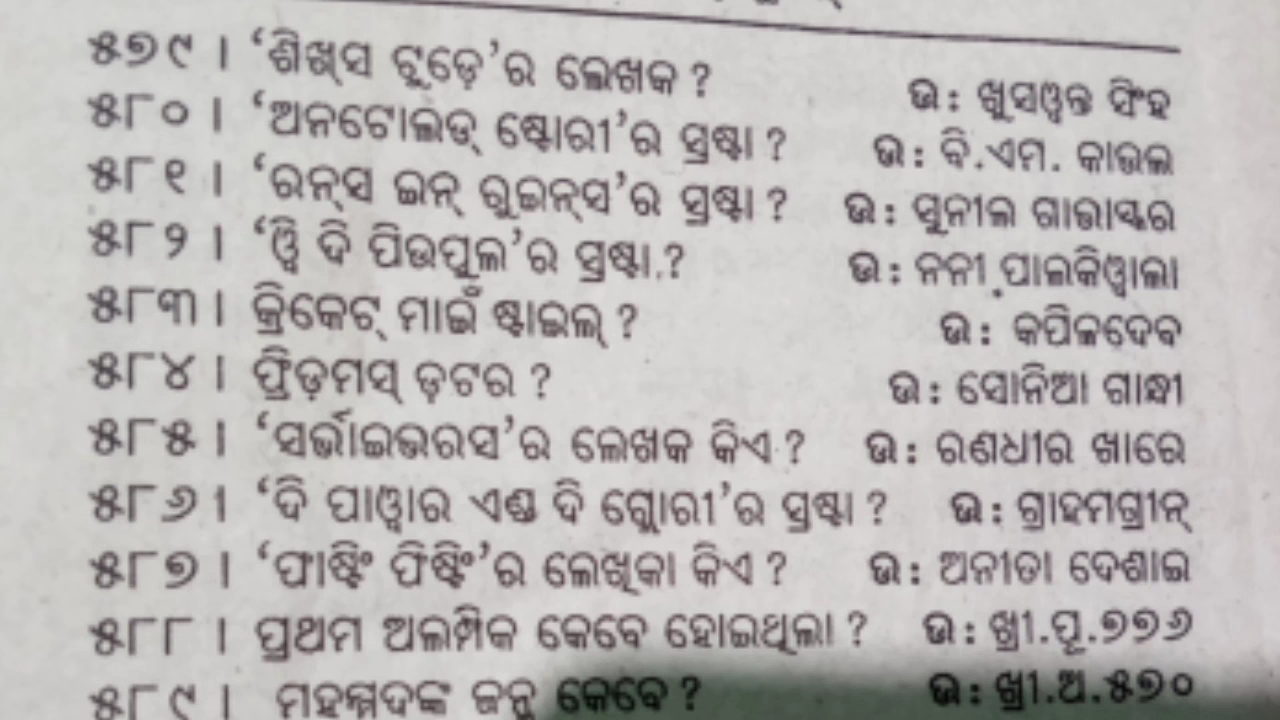 ୫୭୯ । ‘ଶିଖ୍‌ସ ଟୁଡ଼େ’ର ଲେଖକ ? ଉ : ଖୁସୱନ୍ତ ସିଂହ
୫୮୦ । ‘ଅନଟୋଲଡ୍ ଷ୍ଟୋରୀ’ର ସ୍ରଷ୍ଟା ? ଉ : ବି.ଏମ. କାଉଲ
୫୮୧ । ‘ରନ୍‌ସ ଇନ୍ ରୁଇନ୍‌ସ’ର ସ୍ରଷ୍ଟା ? ଉ : ସୁନୀଲ ଗାଭାସ୍କର
୫୮୨ । ‘ୱି ଦି ପିଉପୁଲ’ର ସ୍ରଷ୍ଟା ? ଉ : ନନୀ ପାଲକିୱାଲା
୫୮୩ । କ୍ରିକେଟ୍ ମାଇଁ ଷ୍ଟାଇଲ୍ ? ଉ : କପିଳଦେବ
୫୮୪ । ଫ୍ରିଡ଼ମସ୍ ଡ଼ଟର ? ଉ : ସୋନିଆ ଗାନ୍ଧୀ
୫୮୫ । ‘ସର୍ଭାଇଭରସ’ର ଲେଖକ କିଏ ? ଉ : ରଣଧୀର ଖାରେ
୫୮୬ । ‘ଦି ପାୱାର ଏଣ୍ଡ ଦି ଗ୍ଲୋରୀ’ର ସ୍ରଷ୍ଟା ? ଉ : ଗ୍ରାହମଗ୍ରୀନ୍
୫୮୭ । ‘ଫାଷ୍ଟିଂ ଫିଷ୍ଟିଂ’ର ଲେଖିକା କିଏ ? ଉ : ଅନୀତା ଦେଶାଇ
୫୮୮ । ପ୍ରଥମ ଅଲମ୍ପିକ କେବେ ହୋଇଥିଲା ? ଉ : ଖ୍ରୀ.ପୂ.୭୭୬
୫୮୯ । ମହମ୍ମଦଙ୍କ ଜନ୍ମ କେବେ ? ଉ : ଖ୍ରୀ.ଅ.୫୭୦